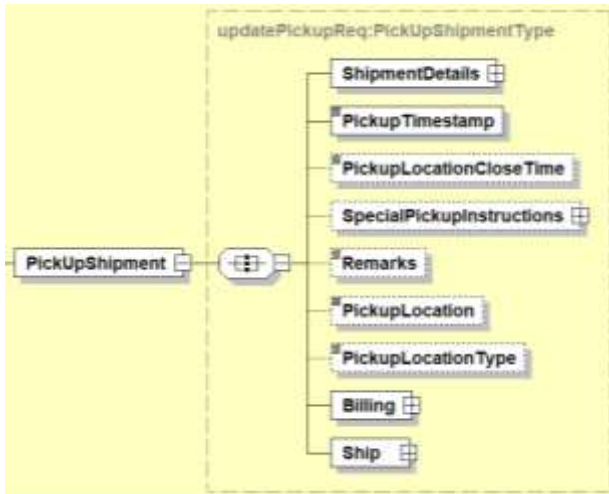 updatePickupReq:PickUpShipmentType
ShipmentDetails
PickupTimestamp
PickupLocationCloseTime
SpecialPickupInstructions
PickUpShipment
Remarks
PickupLocation
PickupLocationType
Billing
Ship